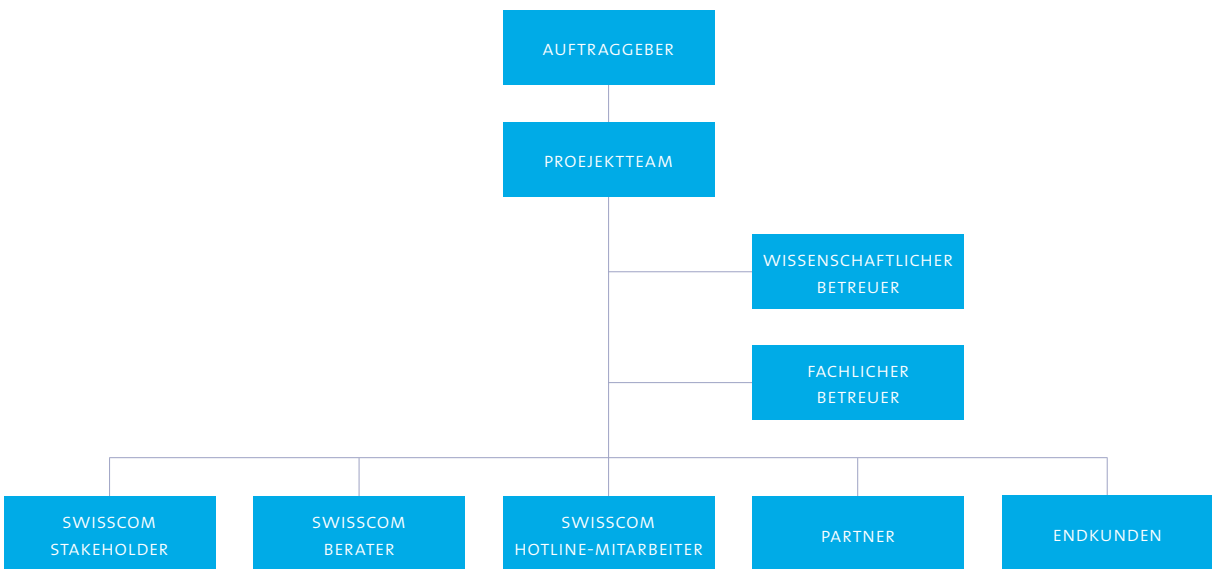 AUFTRAGGEBER
PROEJEKTTEAM
WISSENSCHAFTLICHER
BETREUER
FACHLICHER
BETREUER
SWISSCOM
STAKEHOLDER
SWISSCOM
BERATER
SWISSCOM
HOTLINE-MITARBEITER
PARTNER
ENDKUNDEN